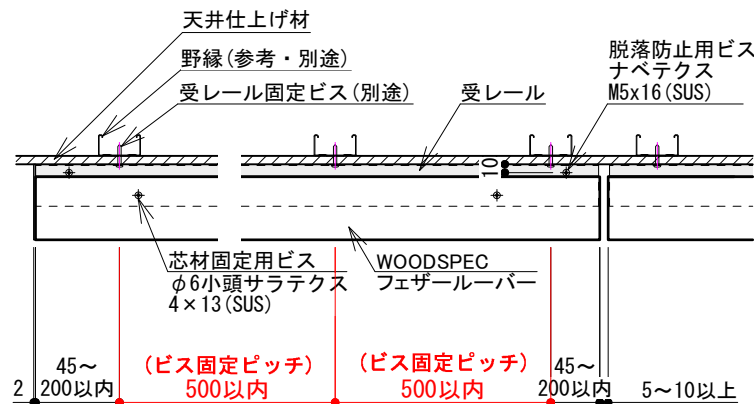 天井仕上げ材
野縁(参考・別途)
受レール固定ビス(別途)
受レール
脱落防止用ビス
ナベテクス
M5x16(SUS)
10
芯材固定用ビス
φ6小頭サラテクス
4×13(SUS)
WOODSPEC
フェザールーバー
2
45～
200以内
(ビス固定ピッチ)
500以内
(ビス固定ピッチ)
500以内
45～
200以内
5～10以上